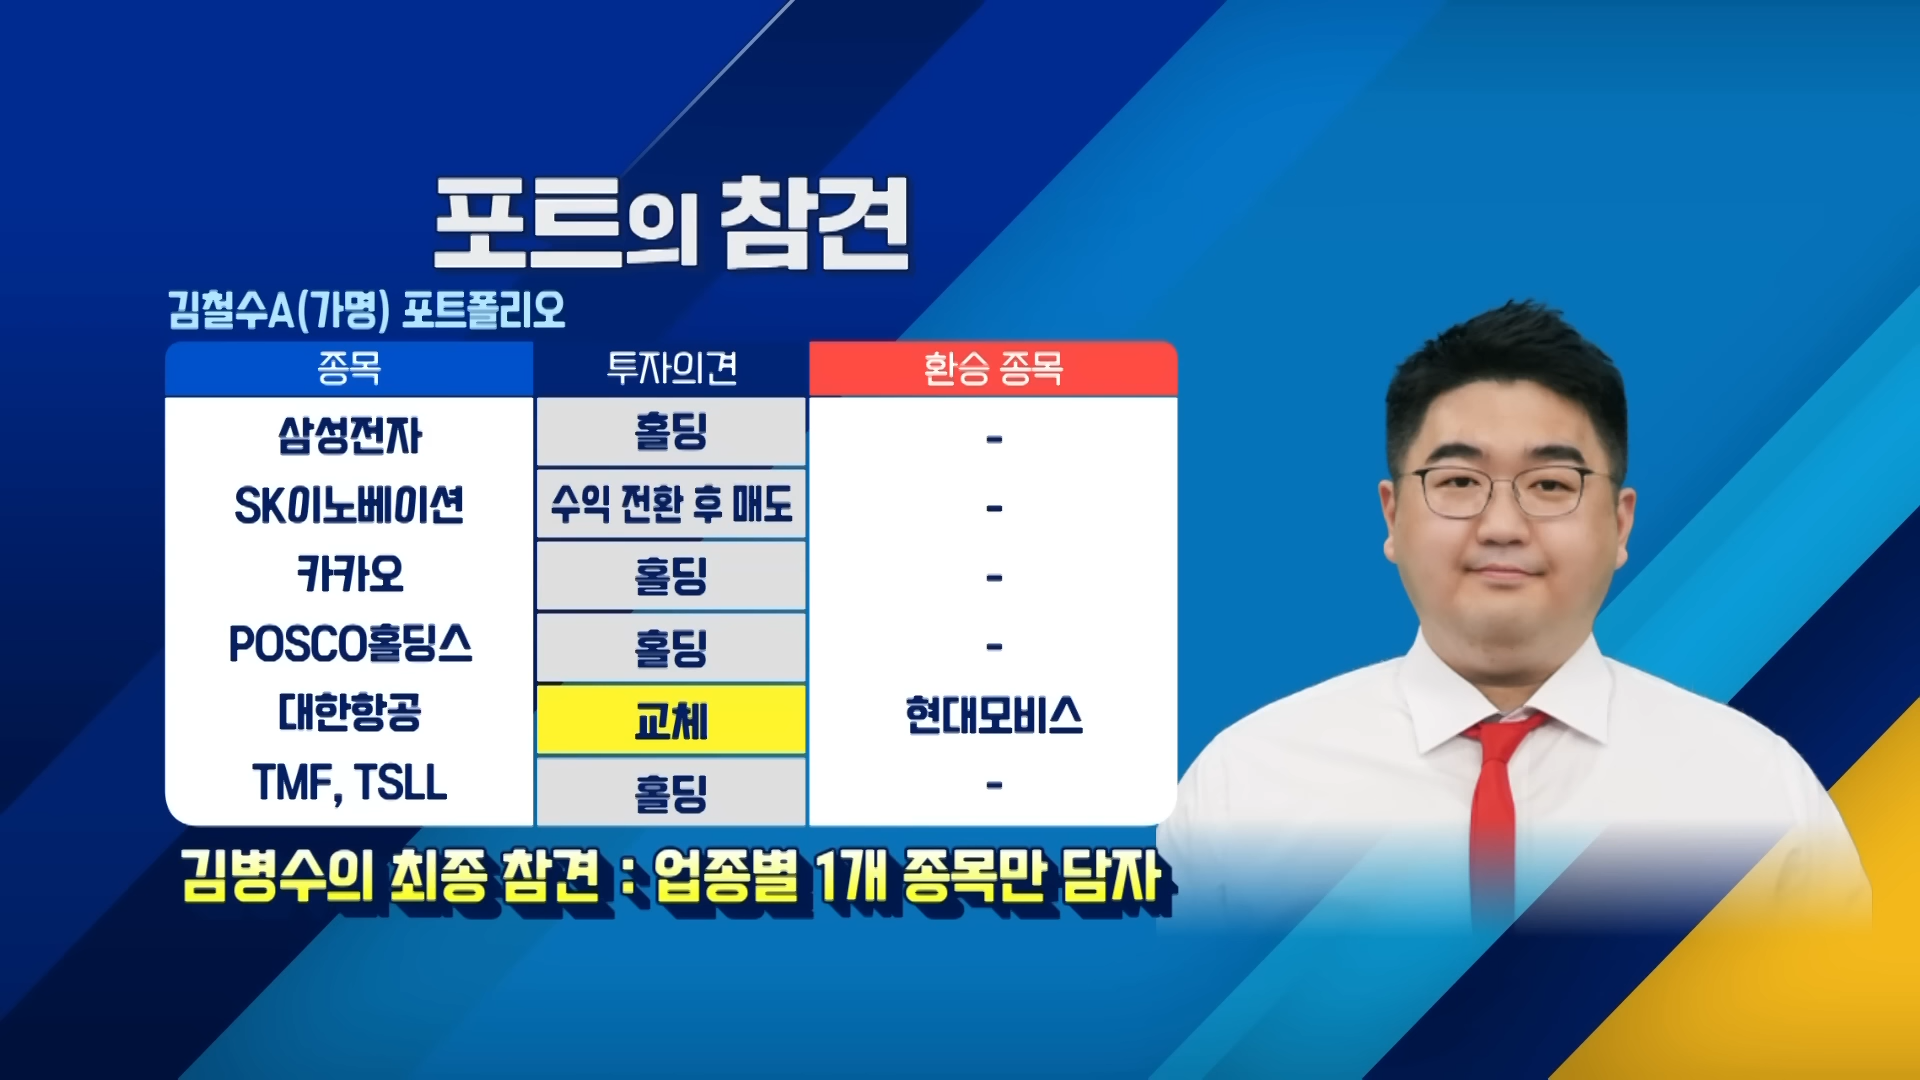 포트의 참견
김철수A(가명) 포트폴리오
종목 투자의견 환승 종목
삼성전자 홀딩 -
SK이노베이션 수익 전환 후 매도 -
카카오 홀딩 -
POSCO홀딩스 홀딩 -
대한항공 교체 현대모비스
TMF, TSLL 홀딩 -
김병수의 최종 참견 : 업종별 1개 종목만 담자